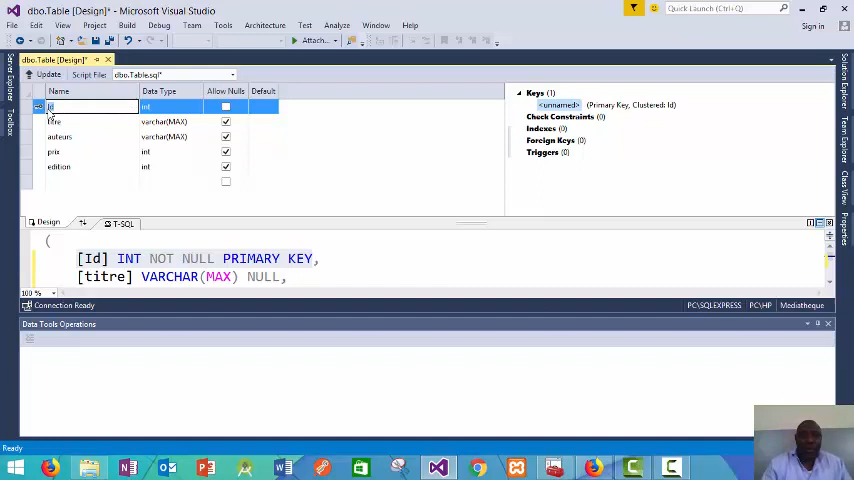 dbo.Table [Design]* - Microsoft Visual Studio
Quick Launch (Ctrl+Q)
File Edit View Project Build Debug Team Tools Architecture Test Analyze Window Help
Sign in
Attach...
dbo.Table [Design]*
Update Script File: dbo.Table.sql*
Name Data Type Allow Nulls Default
Id int
titre varchar(MAX)
auteurs varchar(MAX)
prix int
edition int
Keys (1)
<unnamed> (Primary Key, Clustered: Id)
Check Constraints (0)
Indexes (0)
Foreign Keys (0)
Triggers (0)
Server Explorer
Toolbox
Solution Explorer
Team Explorer
Class View
Properties
Design T-SQL
(
[Id] INT NOT NULL PRIMARY KEY,
[titre] VARCHAR(MAX) NULL,
100 %
Connection Ready PC\SQLEXPRESS PC\HP Mediatheque
Data Tools Operations
Ready